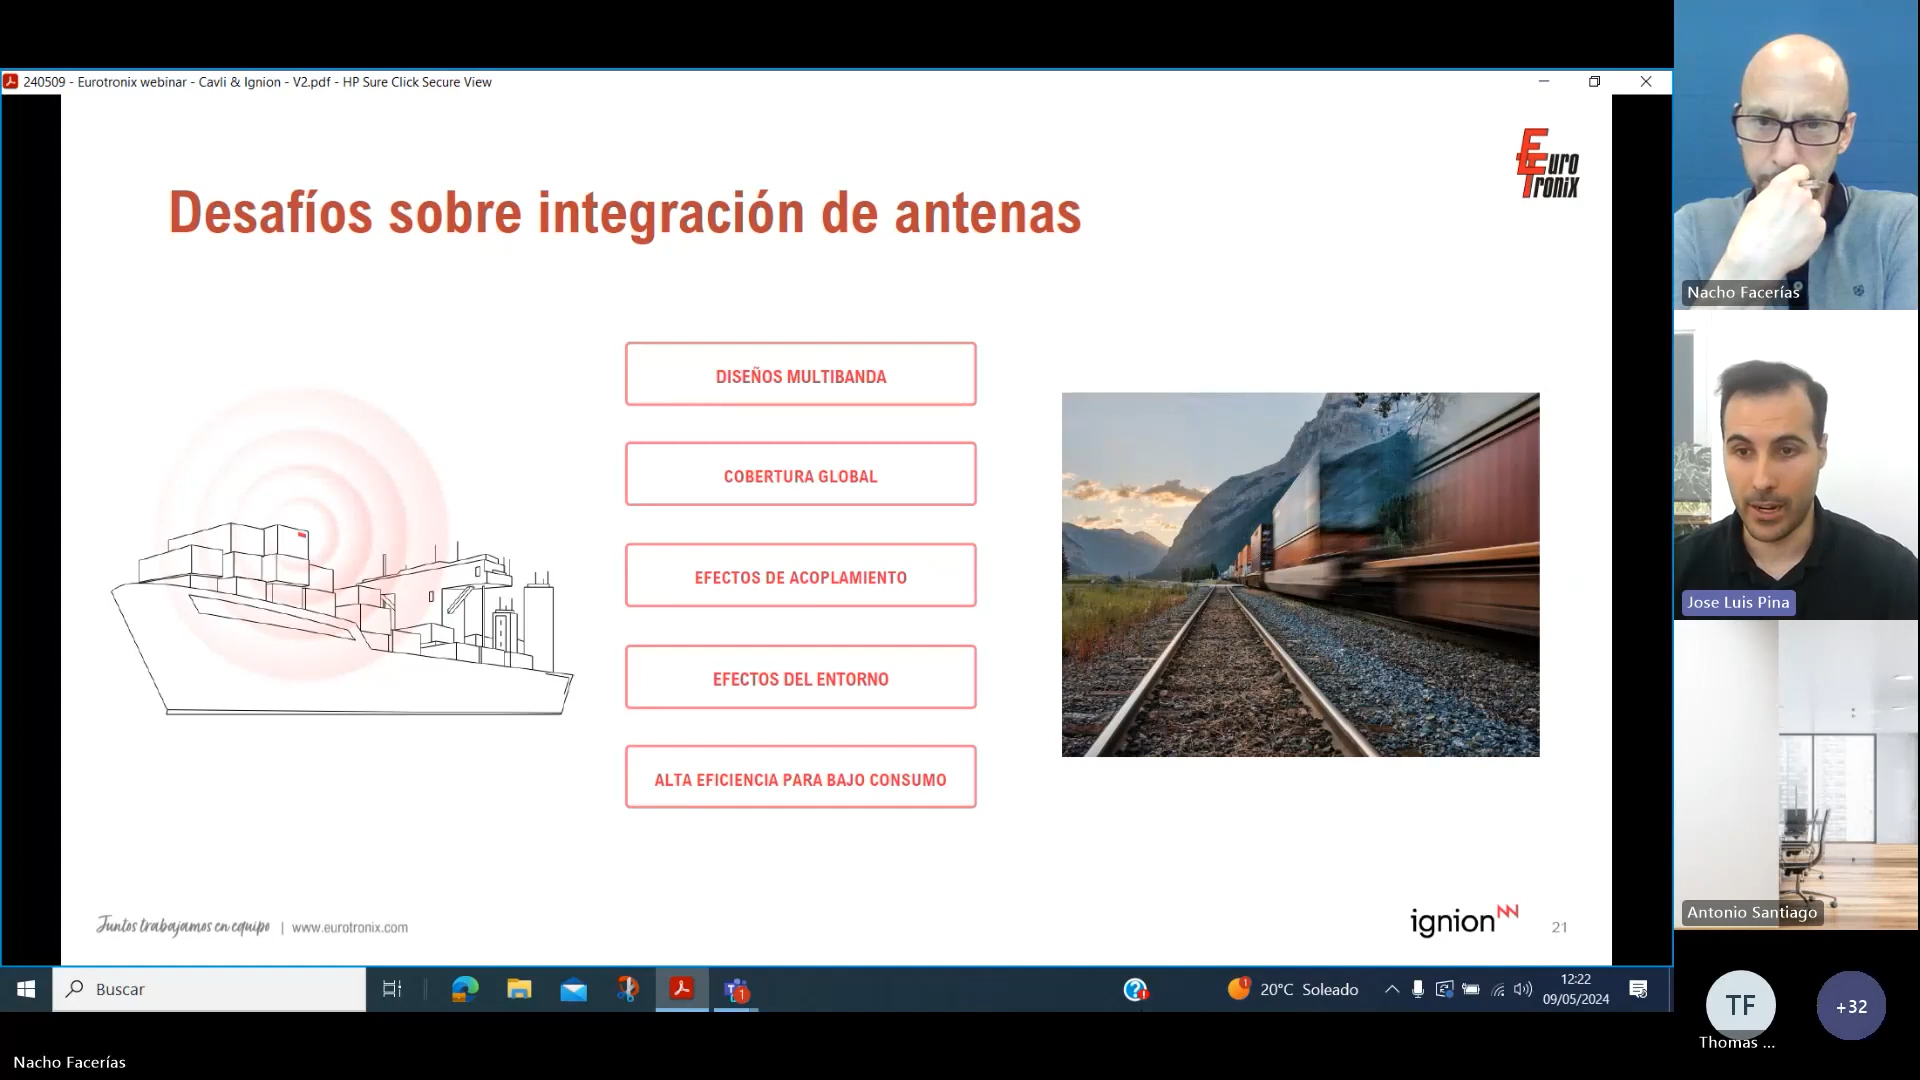 240509 - Eurotronix webinar - Cavli & Ignion - V2.pdf - HP Sure Click Secure View
Euro
Tronix
Desafíos sobre integración de antenas
DISEÑOS MULTIBANDA
COBERTURA GLOBAL
EFECTOS DE ACOPLAMIENTO
EFECTOS DEL ENTORNO
ALTA EFICIENCIA PARA BAJO CONSUMO
Juntos trabajamos en equipo | www.eurotronix.com
ignion
21
Buscar
20°C Soleado
12:22
09/05/2024
Nacho Facerías
Jose Luis Pina
Antonio Santiago
TF
+32
Thomas ...
Nacho Facerías